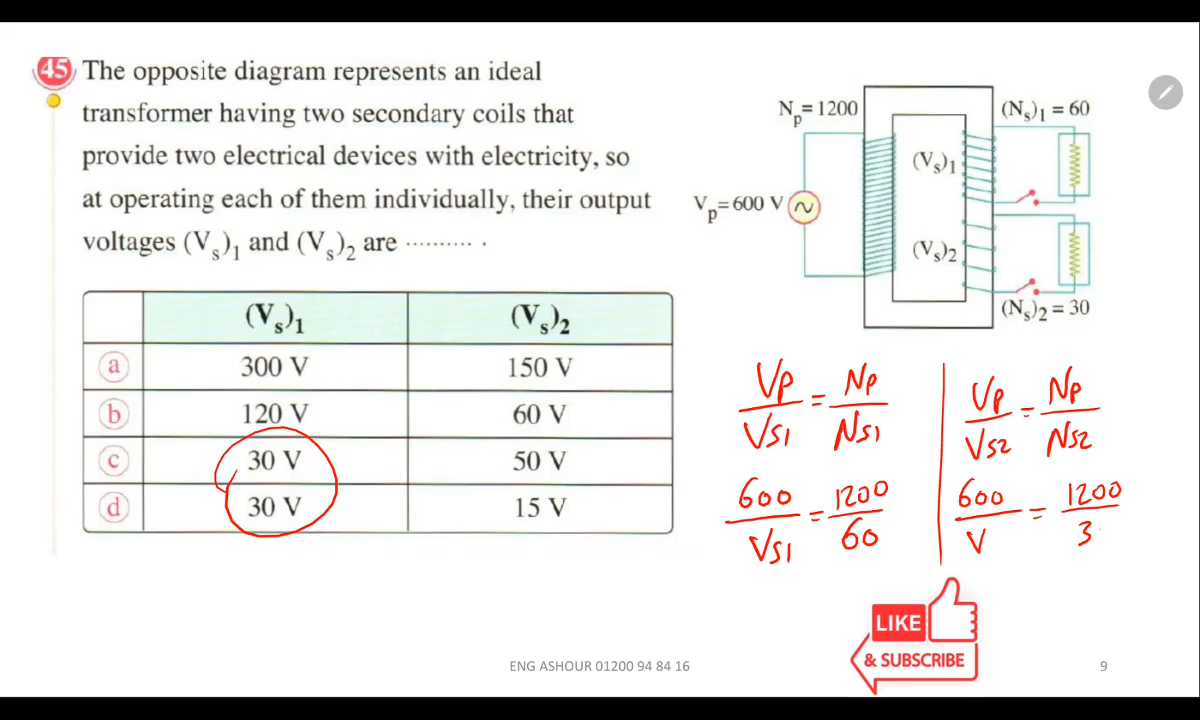 45 The opposite diagram represents an ideal
transformer having two secondary coils that
provide two electrical devices with electricity, so
at operating each of them individually, their output
voltages (Vs)1 and (Vs)2 are .......... .
Np = 1200
(Ns)1 = 60
(Vs)1
Vp = 600 V
(Vs)2
(Ns)2 = 30
(Vs)1 (Vs)2
a 300 V 150 V
b 120 V 60 V
c 30 V 50 V
d 30 V 15 V
VP/VS1 = NP/NS1
600/VS1 = 1200/60
VP/VS2 = NP/NS2
600/V = 1200/3
LIKE
& SUBSCRIBE
ENG ASHOUR 01200 94 84 16
9